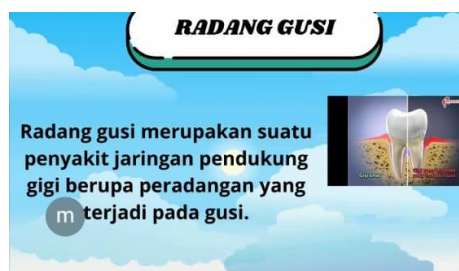 RADANG GUSI
Radang gusi merupakan suatu
penyakit jaringan pendukung
gigi berupa peradangan yang
m
terjadi pada gusi.